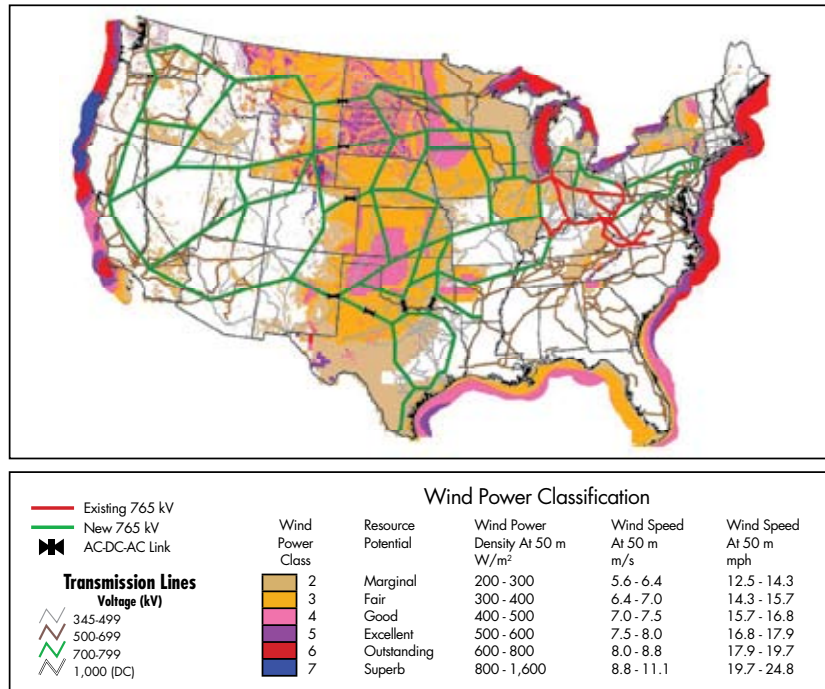 Existing 765 kV
New 765 kV
AC-DC-AC Link
Transmission Lines
Voltage (kV)
345-499
500-699
700-799
1,000 (DC)
Wind Power Classification
Wind Resource Wind Power Wind Speed Wind Speed
Power Potential Density At 50 m At 50 m At 50 m
Class W/m² m/s mph
2 Marginal 200 - 300 5.6 - 6.4 12.5 - 14.3
3 Fair 300 - 400 6.4 - 7.0 14.3 - 15.7
4 Good 400 - 500 7.0 - 7.5 15.7 - 16.8
5 Excellent 500 - 600 7.5 - 8.0 16.8 - 17.9
6 Outstanding 600 - 800 8.0 - 8.8 17.9 - 19.7
7 Superb 800 - 1,600 8.8 - 11.1 19.7 - 24.8